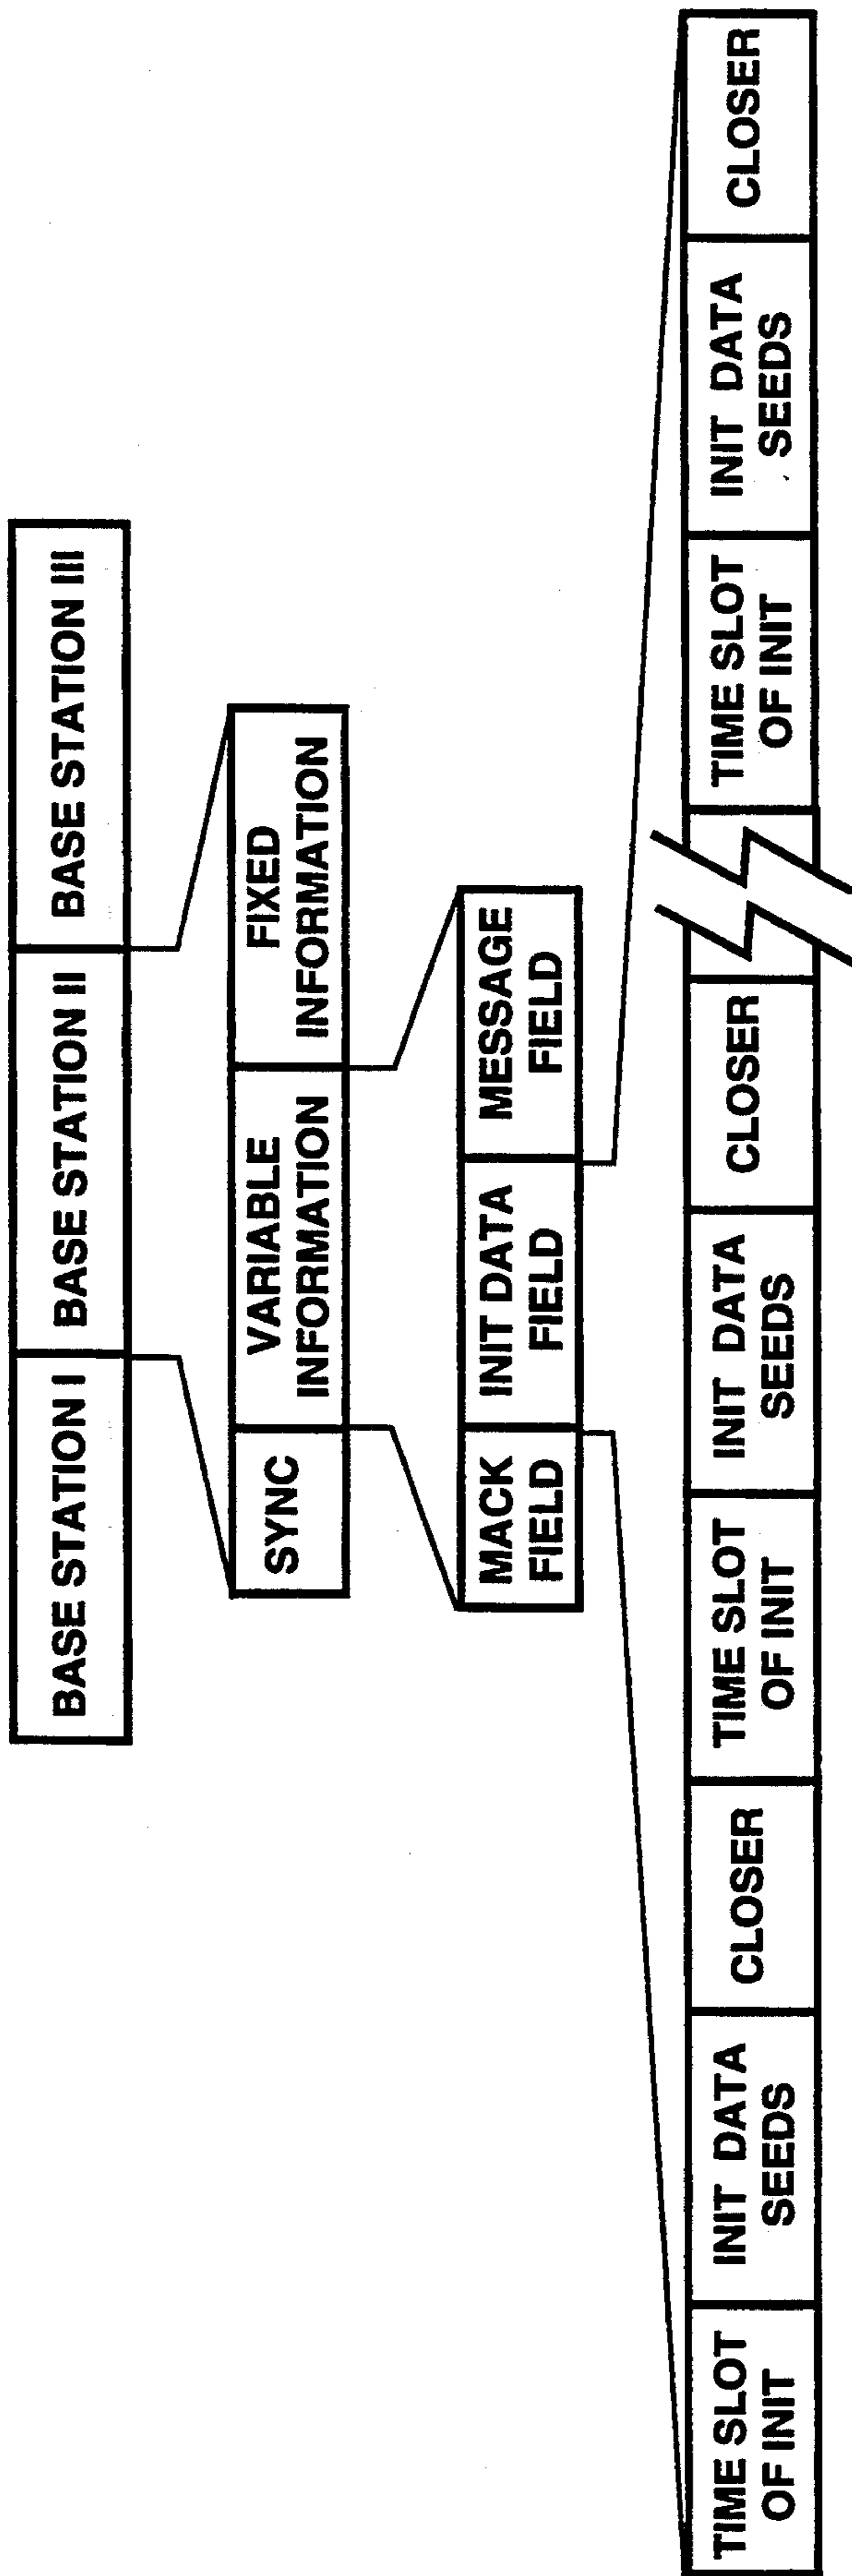 BASE STATION I
BASE STATION II
BASE STATION III
SYNC
VARIABLE
INFORMATION
FIXED
INFORMATION
MACK
FIELD
INIT DATA
FIELD
MESSAGE
FIELD
TIME SLOT
OF INIT
INIT DATA
SEEDS
CLOSER
TIME SLOT
OF INIT
INIT DATA
SEEDS
CLOSER
TIME SLOT
OF INIT
INIT DATA
SEEDS
CLOSER